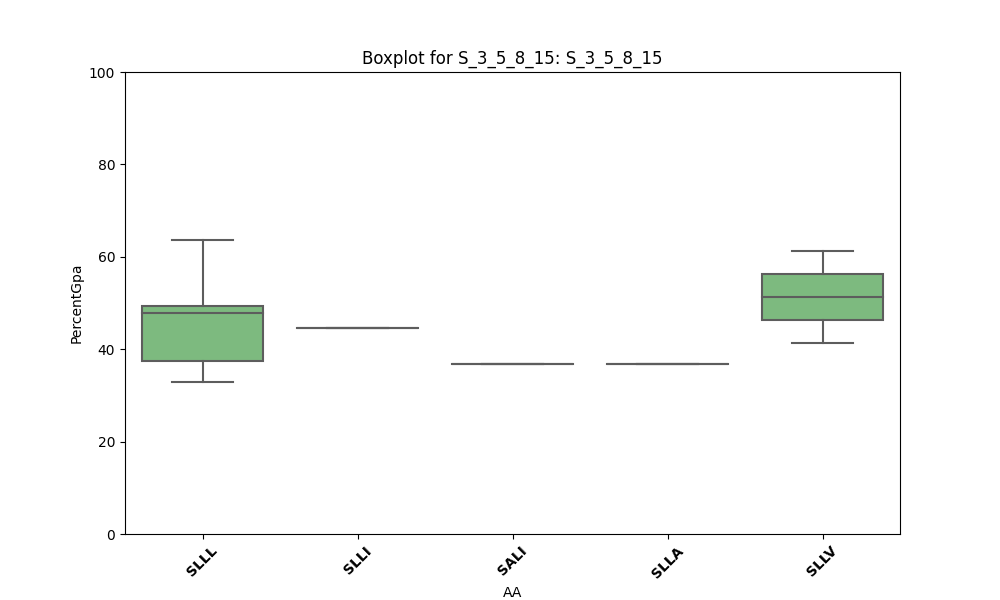 Boxplot for S_3_5_8_15: S_3_5_8_15
100
80
60
40
20
0
PercentGpa
SLLL
SLLI
SALI
SLLA
SLLV
AA